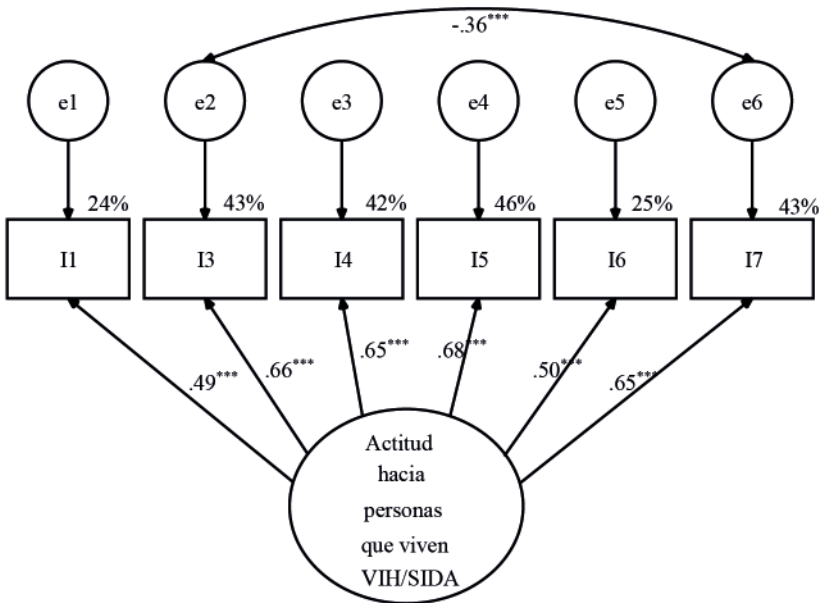 -.36***
e1 e2 e3 e4 e5 e6
24% 43% 42% 46% 25% 43%
I1 I3 I4 I5 I6 I7
.49*** .66*** .65*** .68*** .50*** .65***
Actitud
hacia
personas
que viven
VIH/SIDA